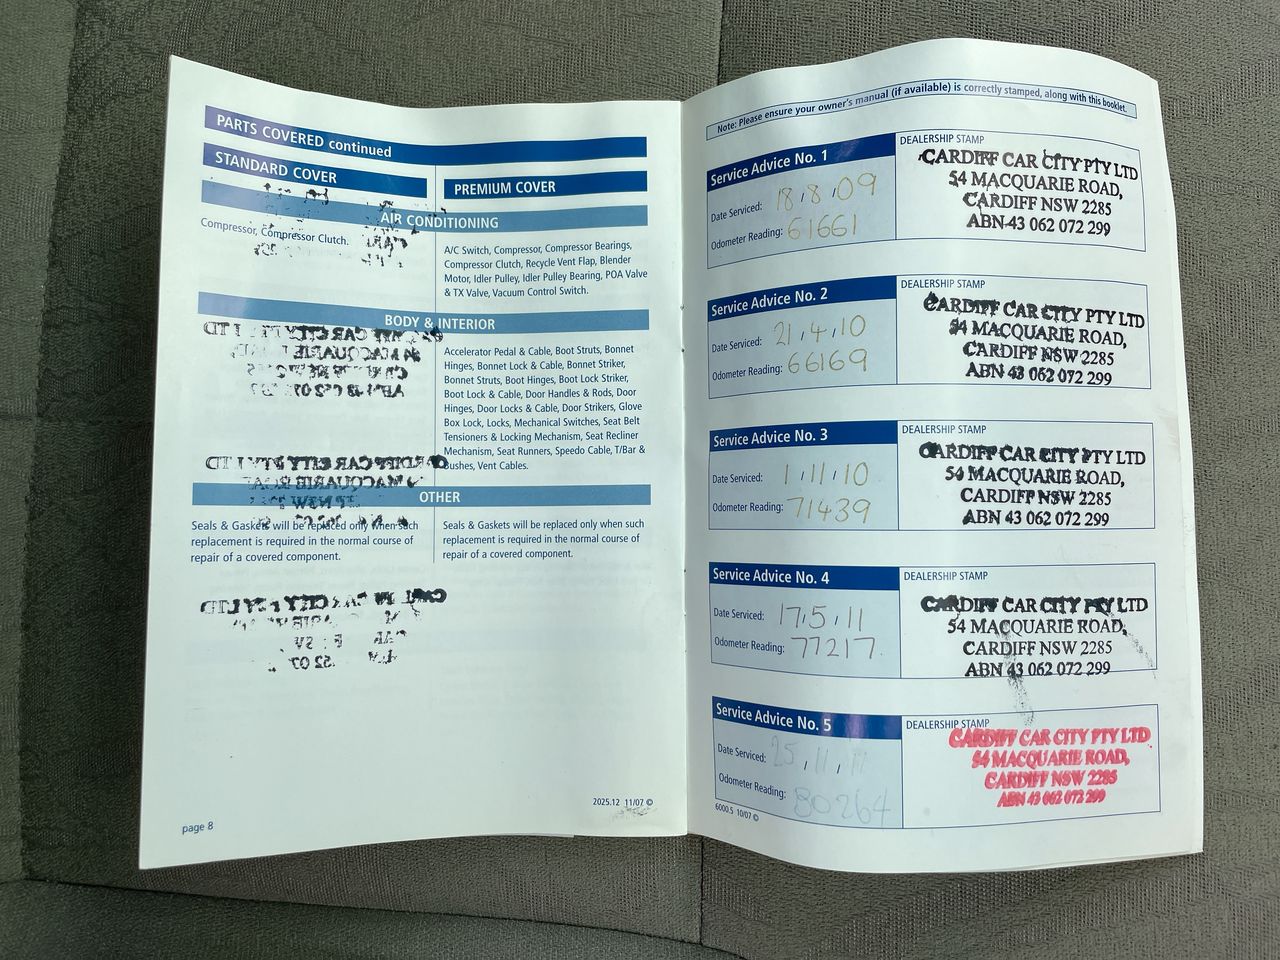 PARTS COVERED continued
STANDARD COVER
PREMIUM COVER
AIR CONDITIONING
Compressor, Compressor Clutch.
A/C Switch, Compressor, Compressor Bearings,
Compressor Clutch, Recycle Vent Flap, Blender
Motor, Idler Pulley, Idler Pulley Bearing, POA Valve
& TX Valve, Vacuum Control Switch.
BODY & INTERIOR
Accelerator Pedal & Cable, Boot Struts, Bonnet
Hinges, Bonnet Lock & Cable, Bonnet Striker,
Bonnet Struts, Boot Hinges, Boot Lock Striker,
Boot Lock & Cable, Door Handles & Rods, Door
Hinges, Door Locks & Cable, Door Strikers, Glove
Box Lock, Locks, Mechanical Switches, Seat Belt
Tensioners & Locking Mechanism, Seat Recliner
Mechanism, Seat Runners, Speedo Cable, T/Bar &
Bushes, Vent Cables.
OTHER
Seals & Gaskets will be replaced only when such
replacement is required in the normal course of
repair of a covered component.
Seals & Gaskets will be replaced only when such
replacement is required in the normal course of
repair of a covered component.
2025.12 11/07 ©
page 8
Note: Please ensure your owner's manual (if available) is correctly stamped, along with this booklet.
Service Advice No. 1
Date Serviced: 18.8.09
Odometer Reading: 61661
DEALERSHIP STAMP
CARDIFF CAR CITY PTY LTD
54 MACQUARIE ROAD,
CARDIFF NSW 2285
ABN 43 062 072 299
Service Advice No. 2
Date Serviced: 21.4.10
Odometer Reading: 66169
DEALERSHIP STAMP
CARDIFF CAR CITY PTY LTD
54 MACQUARIE ROAD,
CARDIFF NSW 2285
ABN 43 062 072 299
Service Advice No. 3
Date Serviced: 1.11.10
Odometer Reading: 71439
DEALERSHIP STAMP
CARDIFF CAR CITY PTY LTD
54 MACQUARIE ROAD,
CARDIFF NSW 2285
ABN 43 062 072 299
Service Advice No. 4
Date Serviced: 17.5.11
Odometer Reading: 77217
DEALERSHIP STAMP
CARDIFF CAR CITY PTY LTD
54 MACQUARIE ROAD,
CARDIFF NSW 2285
ABN 43 062 072 299
Service Advice No. 5
Date Serviced: 25.11.11
Odometer Reading: 80264
DEALERSHIP STAMP
CARDIFF CAR CITY PTY LTD
54 MACQUARIE ROAD,
CARDIFF NSW 2285
ABN 43 062 072 299
6000.5 10/07 ©